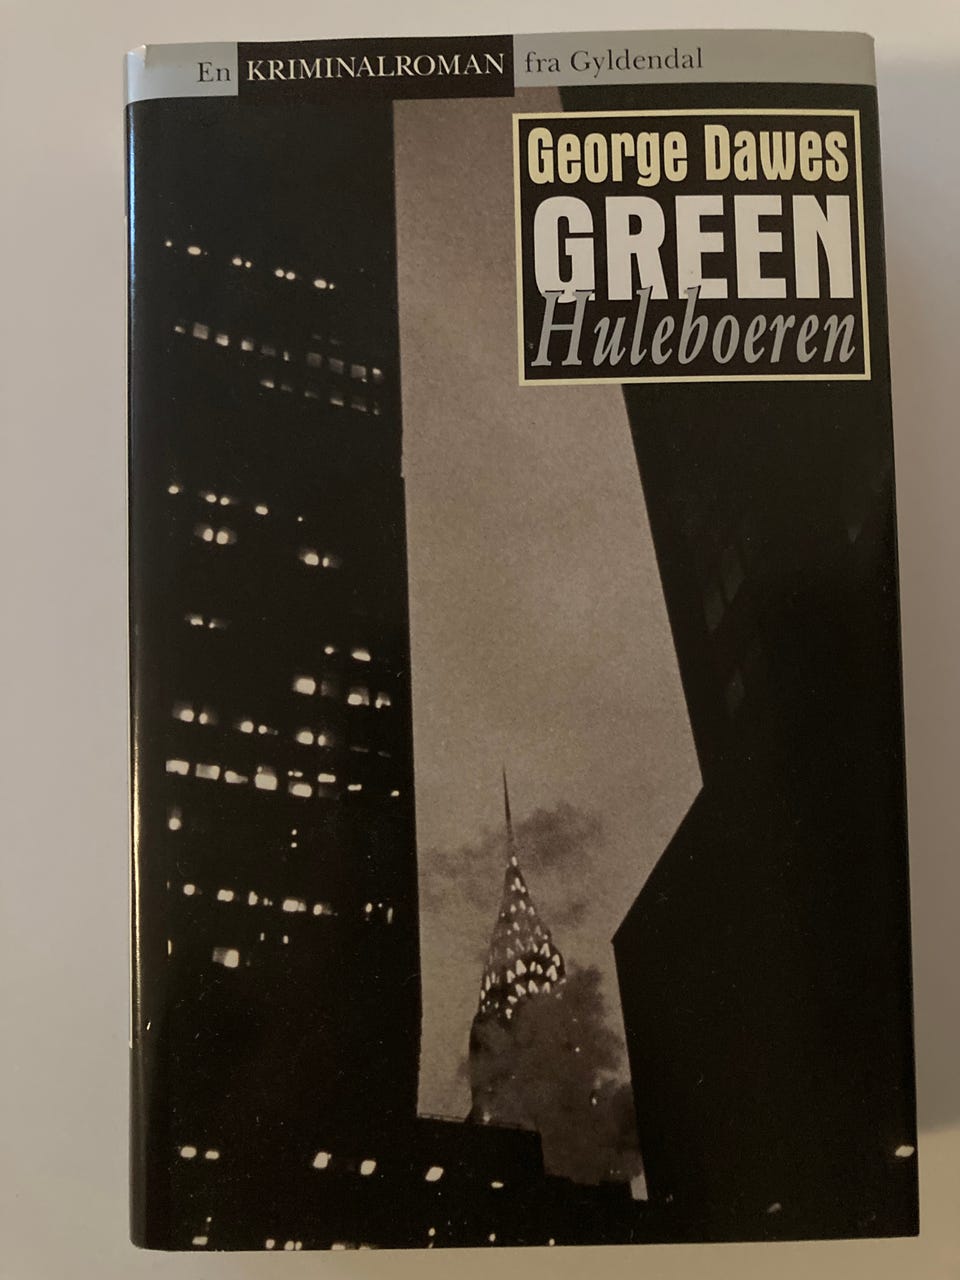 En KRIMINALROMAN fra Gyldendal
George Dawes
GREEN
Huleboeren